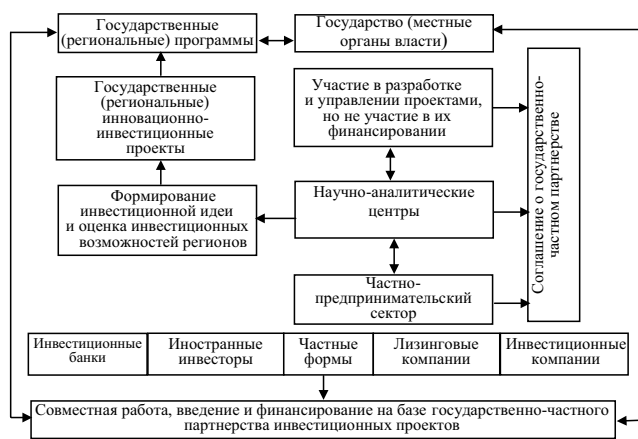 Государственные
(региональные) программы
Государство (местные
органы власти)
Государственные
(региональные)
инновационно-
инвестиционные
проекты
Участие в разработке
и управлении проектами,
но не участие в их
финансировании
Соглашение о государственно-
частном партнерстве
Формирование
инвестиционной идеи
и оценка инвестиционных
возможностей регионов
Научно-аналитические
центры
Частно-
предпринимательский
сектор
Инвестиционные
банки
Иностранные
инвесторы
Частные
формы
Лизинговые
компании
Инвестиционные
компании
Совместная работа, введение и финансирование на базе государственно-частного
партнерства инвестиционных проектов